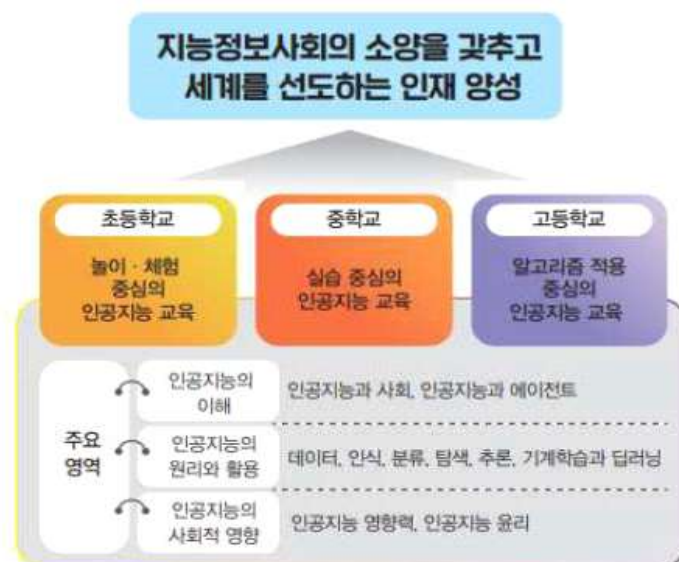 지능정보사회의 소양을 갖추고
세계를 선도하는 인재 양성
초등학교
놀이 · 체험
중심의
인공지능 교육
중학교
실습 중심의
인공지능 교육
고등학교
알고리즘 적용
중심의
인공지능 교육
주요
영역
인공지능의
이해
인공지능과 사회, 인공지능과 에이전트
인공지능의
원리와 활용
데이터, 인식, 분류, 탐색, 추론, 기계학습과 딥러닝
인공지능의
사회적 영향
인공지능 영향력, 인공지능 윤리